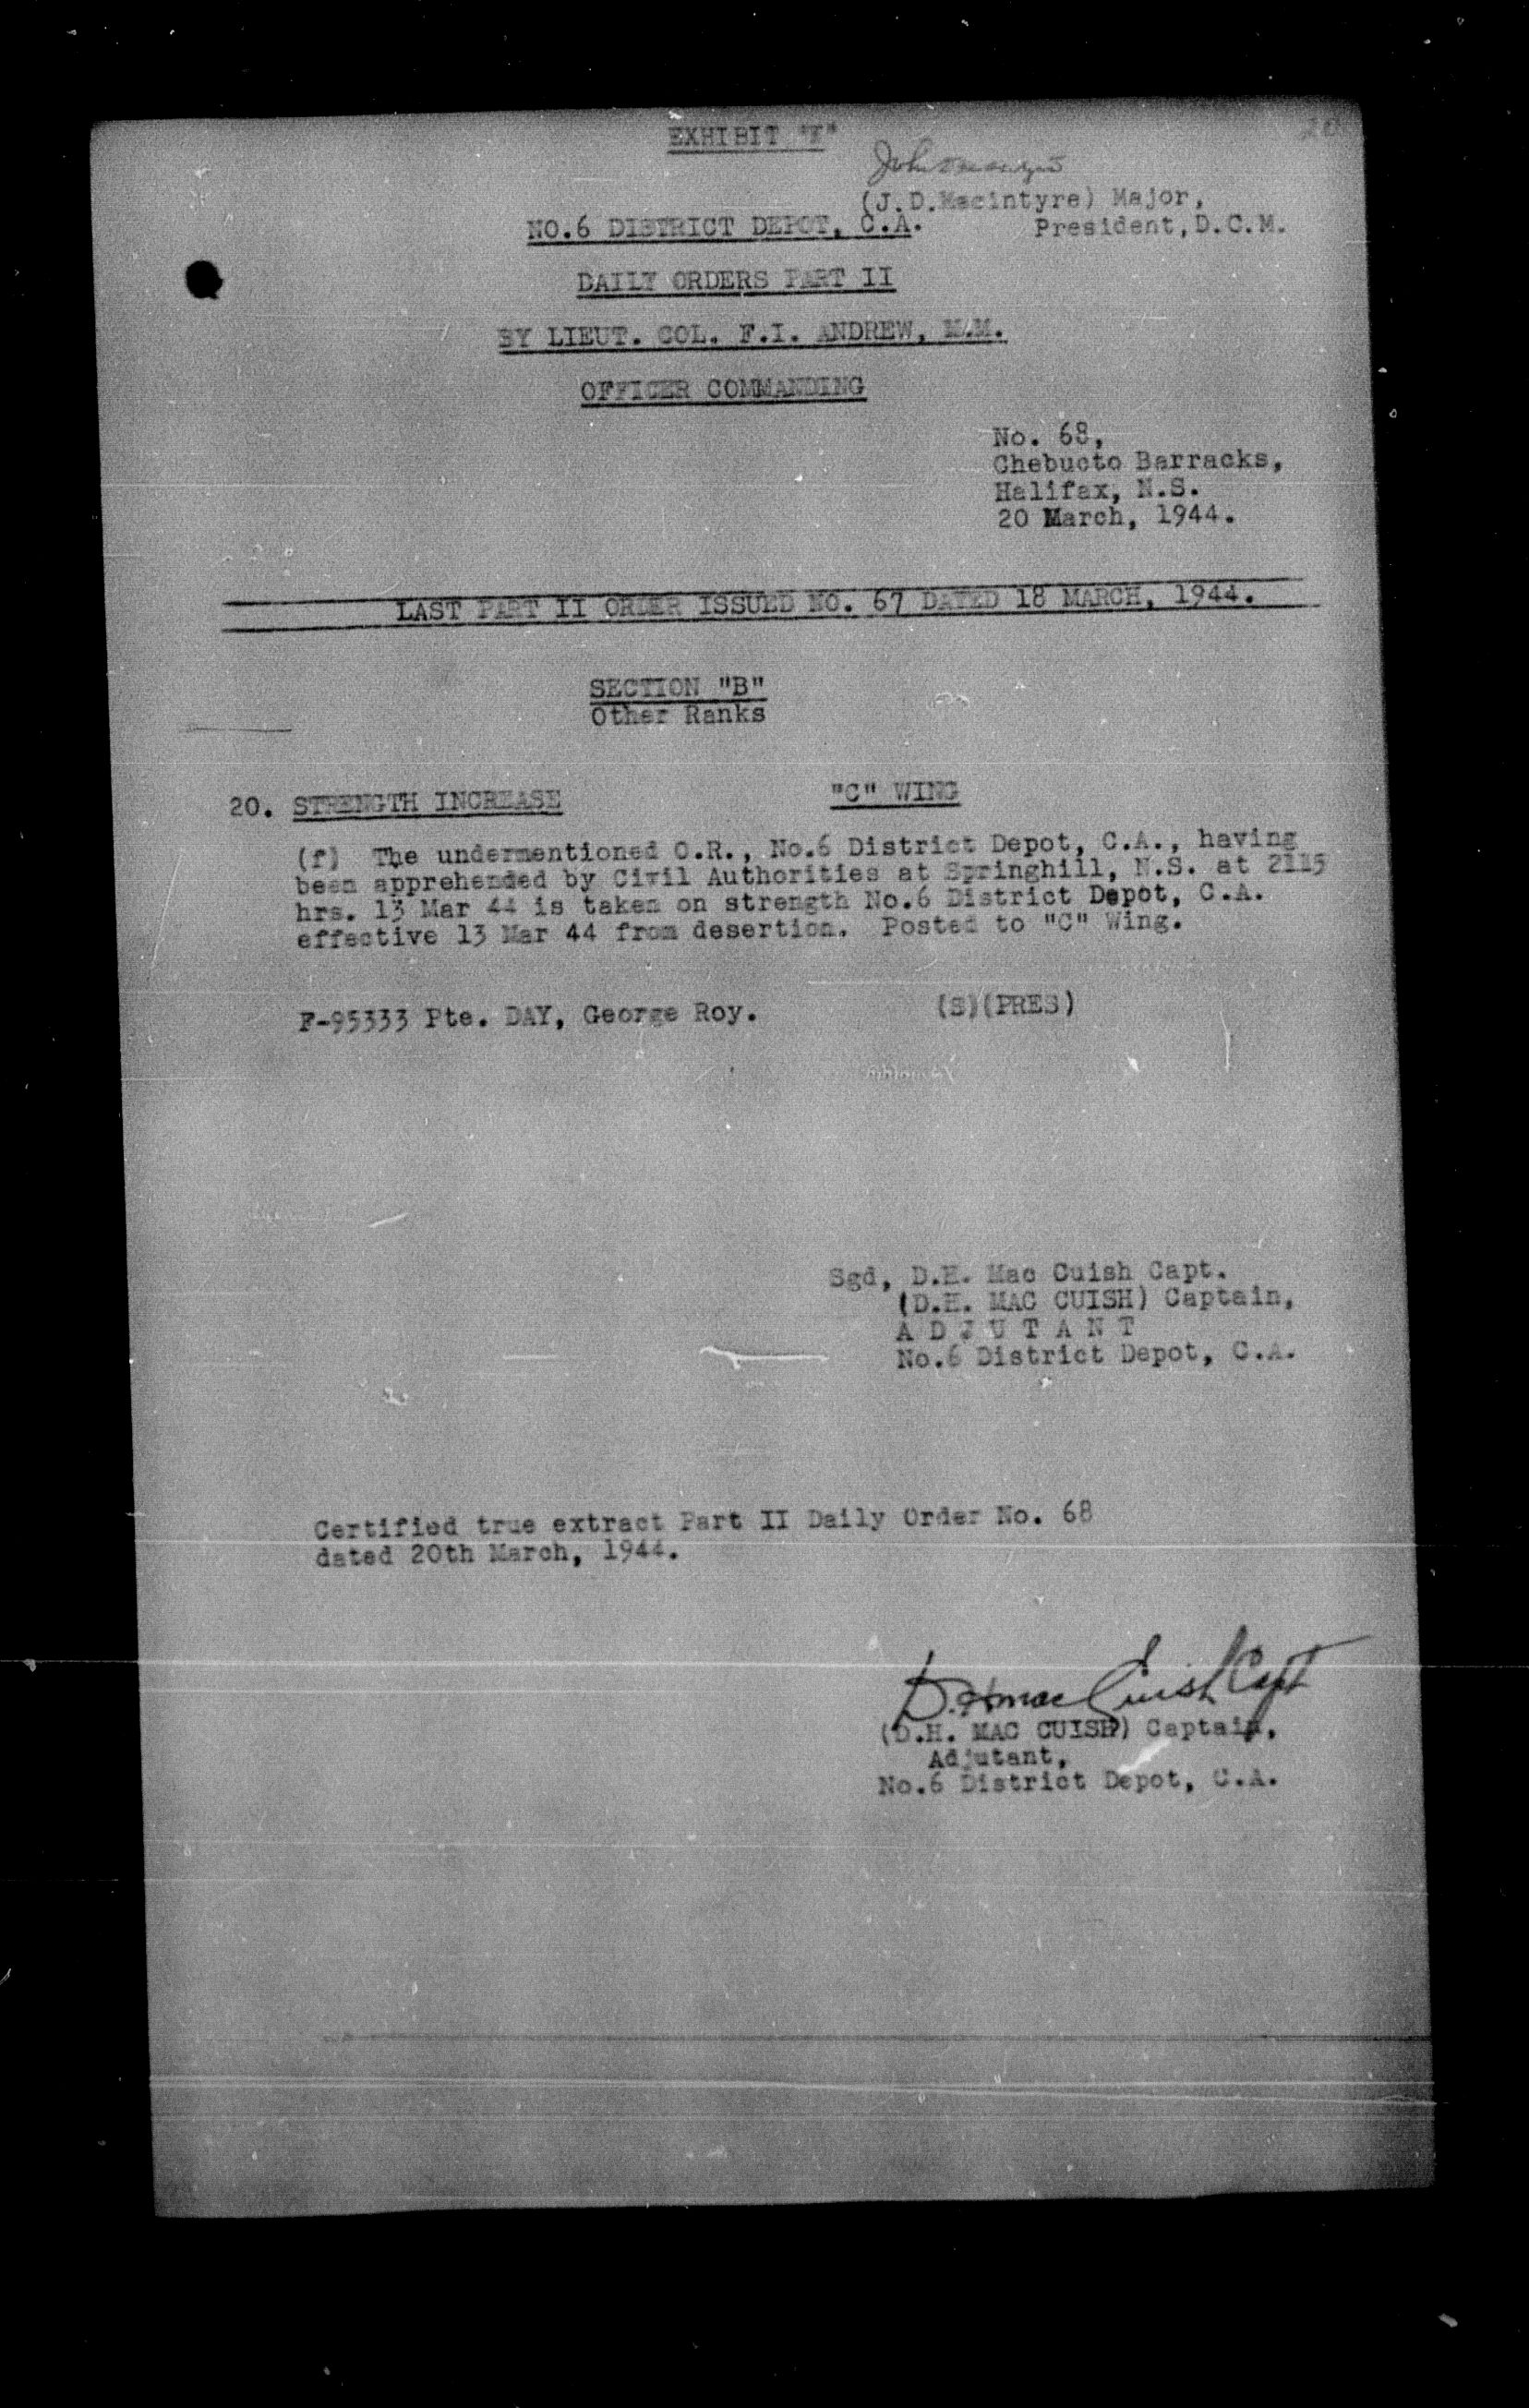 20
EXHIBIT
(J.D.Macintyre) Major,
NO.6 DISTRICT DEPOT, C.A. President,D.C.M.
DAILY ORDERS PART II
BY LIEUT. COL. F.I. ANDREW, M.M.
OFFICER COMMANDING
No. 68,
Chebucto Barracks,
Halifax, N.S.
20 March, 1944.
LAST PART II ORDER ISSUED NO. 67 DATED 18 MARCH, 1944.
SECTION "B"
Other Ranks
20. STRENGTH INCREASE "C" WING
(f) The undermentioned O.R., No.6 District Depot, C.A., having
been apprehended by Civil Authorities at Springhill, N.S. at 2115
hrs. 13 Mar 44 is taken on strength No.6 District Depot, C.A.
effective 13 Mar 44 from desertion. Posted to "C" Wing.
F-95333 Pte. DAY, George Roy. (S)(PRES)
Sgd, D.H. Mac Cuish Capt.
(D.H. MAC CUISH) Captain,
A D J U T A N T
No.6 District Depot, C.A.
Certified true extract Part II Daily Order No. 68
dated 20th March, 1944.
D.H Mac Cuish Capt
(D.H. MAC CUISH) Captain,
Adjutant,
No.6 District Depot, C.A.